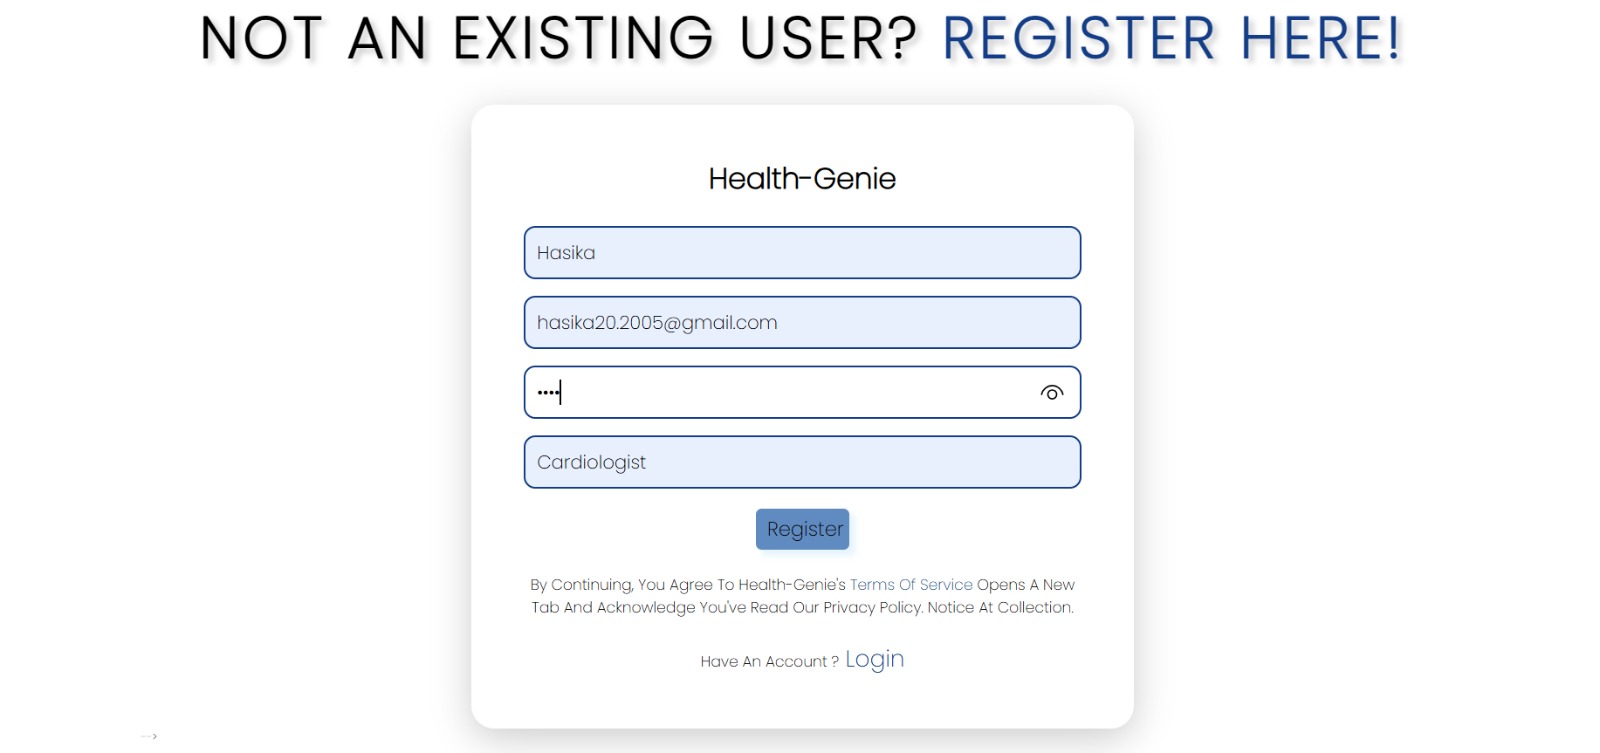 NOT AN EXISTING USER? REGISTER HERE!
Health-Genie
Hasika
hasika20.2005@gmail.com
••••
Cardiologist
Register
By Continuing, You Agree To Health-Genie's Terms Of Service Opens A New
Tab And Acknowledge You've Read Our Privacy Policy. Notice At Collection.
Have An Account ? Login
-->